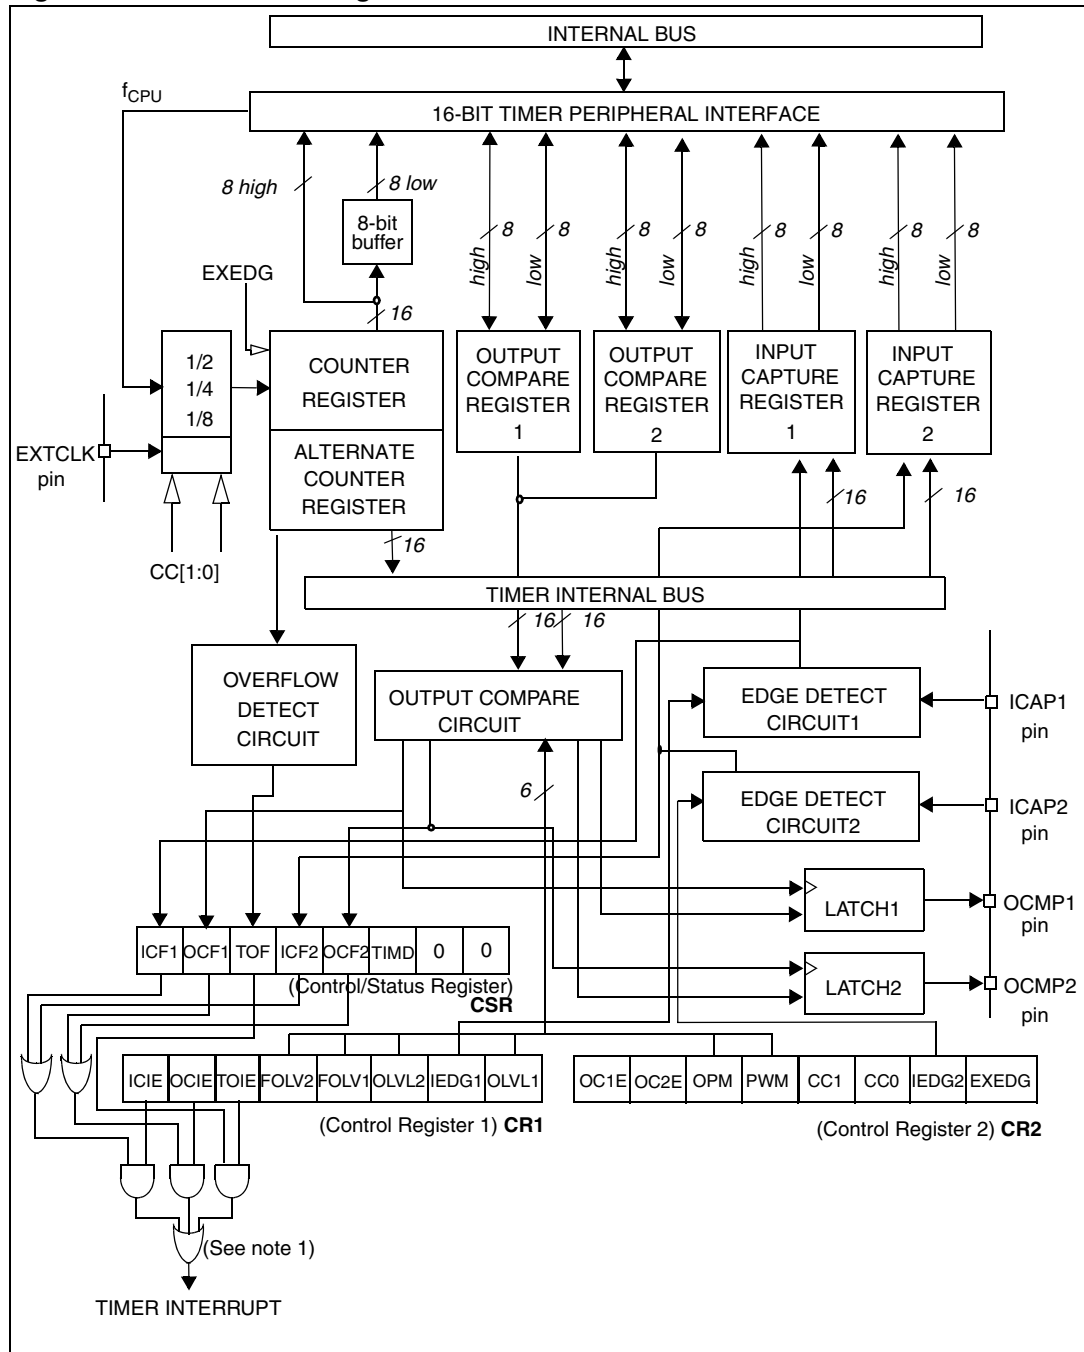 INTERNAL BUS
fCPU
16-BIT TIMER PERIPHERAL INTERFACE
8 high
8 low
8-bit
buffer
high
8
low
8
high
8
low
8
high
8
low
8
high
8
low
8
EXEDG
16
1/2
1/4
1/8
COUNTER
REGISTER
OUTPUT
COMPARE
REGISTER
1
OUTPUT
COMPARE
REGISTER
2
INPUT
CAPTURE
REGISTER
1
INPUT
CAPTURE
REGISTER
2
EXTCLK
pin
ALTERNATE
COUNTER
REGISTER
16
16
16
CC[1:0]
TIMER INTERNAL BUS
16
16
OVERFLOW
DETECT
CIRCUIT
OUTPUT COMPARE
CIRCUIT
EDGE DETECT
CIRCUIT1
ICAP1
pin
6
EDGE DETECT
CIRCUIT2
ICAP2
pin
LATCH1
OCMP1
pin
ICF1 OCF1 TOF ICF2 OCF2 TIMD 0 0
(Control/Status Register)
CSR
LATCH2
OCMP2
pin
ICIE OCIE TOIE FOLV2 FOLV1 OLVL2 IEDG1 OLVL1
OC1E OC2E OPM PWM CC1 CC0 IEDG2 EXEDG
(Control Register 1) CR1
(Control Register 2) CR2
(See note 1)
TIMER INTERRUPT